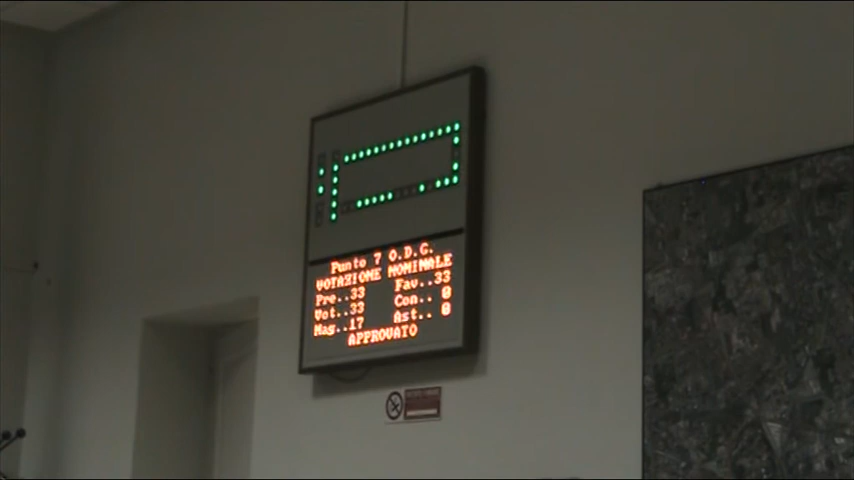 Punto 7 O.D.G.
VOTAZIONE NOMINALE
Pre..33 Fav..33
Vot..33 Con.. 0
Mag..17 Ast.. 0
APPROVATO